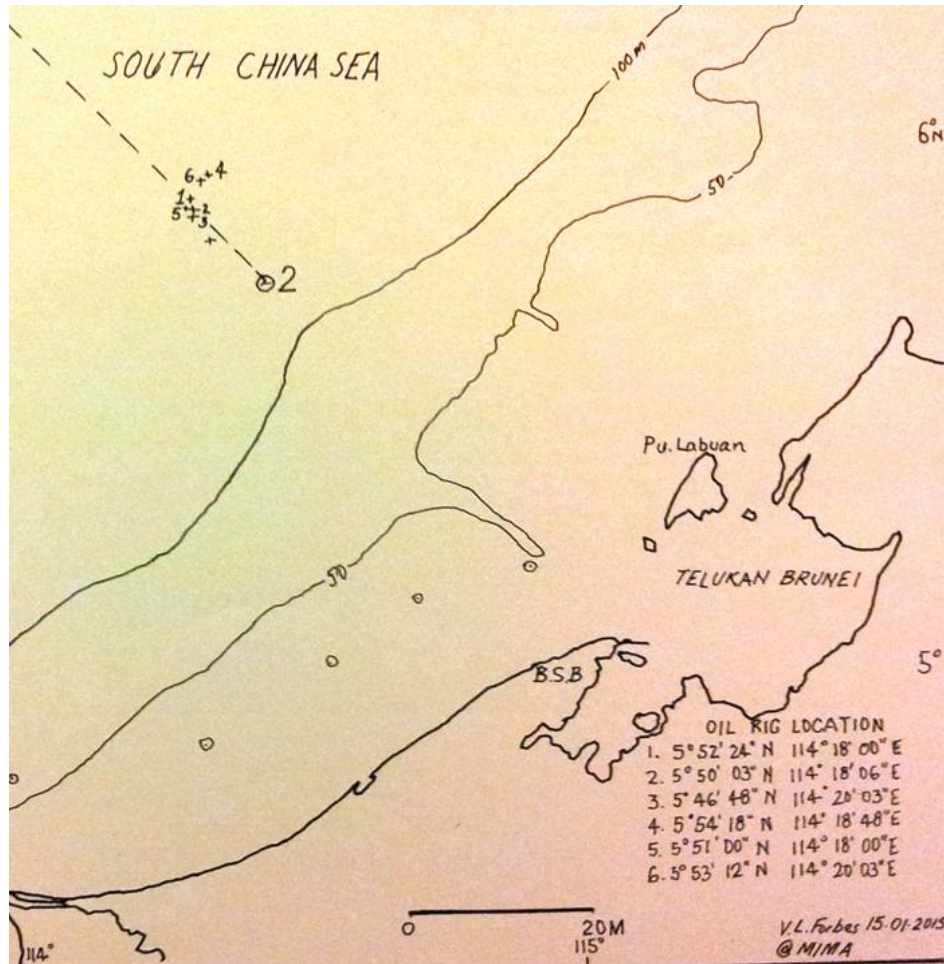 SOUTH CHINA SEA
100m
6°N
6 4
1
5 2
3
50
2
Pu. Labuan
50
TELUKAN BRUNEI
5°
B.S.B
OIL RIG LOCATION
1. 5° 52' 24" N 114° 18' 00" E
2. 5° 50' 03" N 114° 18' 06" E
3. 5° 46' 48" N 114° 20' 03" E
4. 5° 54' 18" N 114° 18' 48" E
5. 5° 51' 00" N 114° 18' 00" E
6. 5° 53' 12" N 114° 20' 03" E
0 20M
V.L. Forbes 15.01.2015
114° 115° @ MIMA